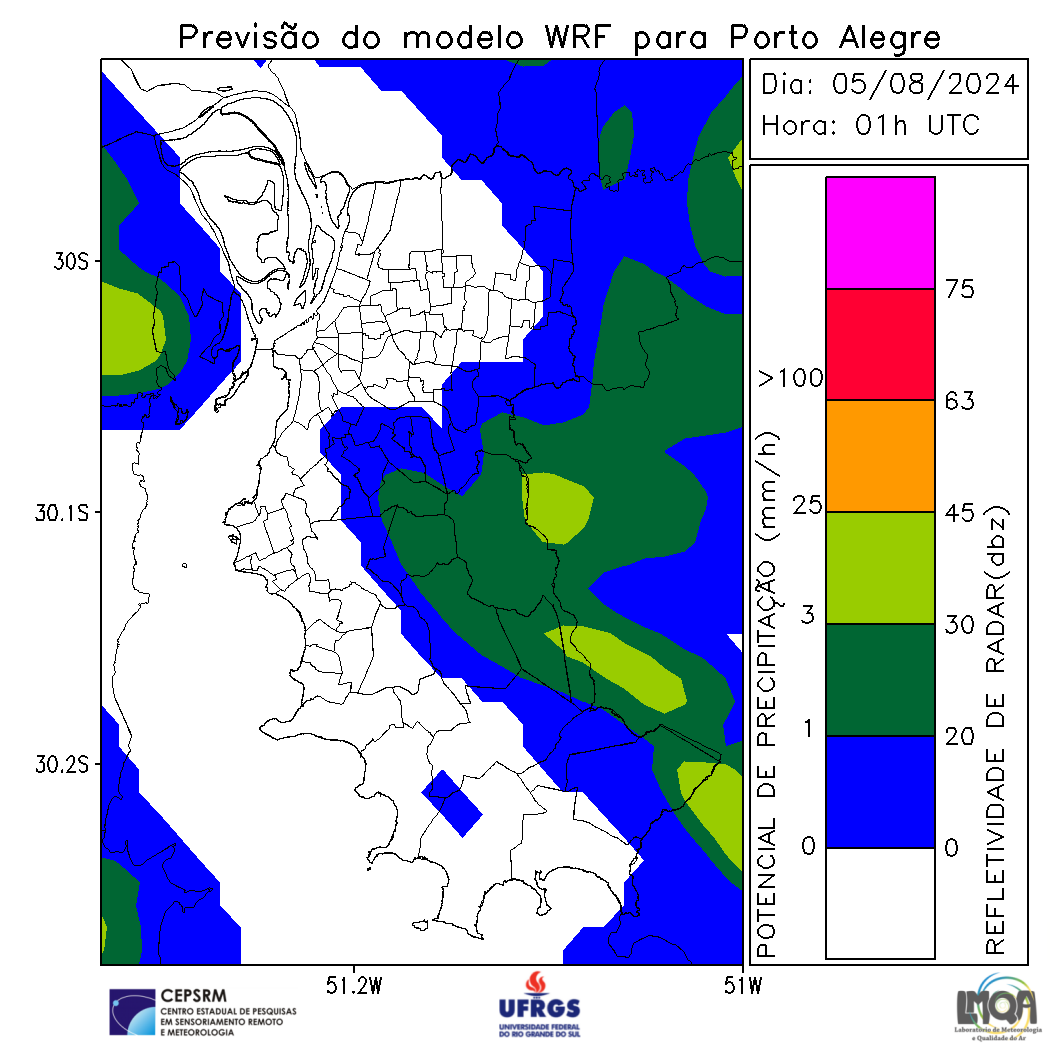 Previsão do modelo WRF para Porto Alegre
Dia: 05/08/2024
Hora: 01h UTC
30S
30.1S
30.2S
51.2W
51W
POTENCIAL DE PRECIPITAÇÃO (mm/h)
>100
25
3
1
0
75
63
45
30
20
0
REFLETIVIDADE DE RADAR(dbz)
CEPSRM
CENTRO ESTADUAL DE PESQUISAS
EM SENSORIAMENTO REMOTO
E METEOROLOGIA
UFRGS
UNIVERSIDADE FEDERAL
DO RIO GRANDE DO SUL
LMQA
Laboratório de Meteorologia
e Qualidade do Ar